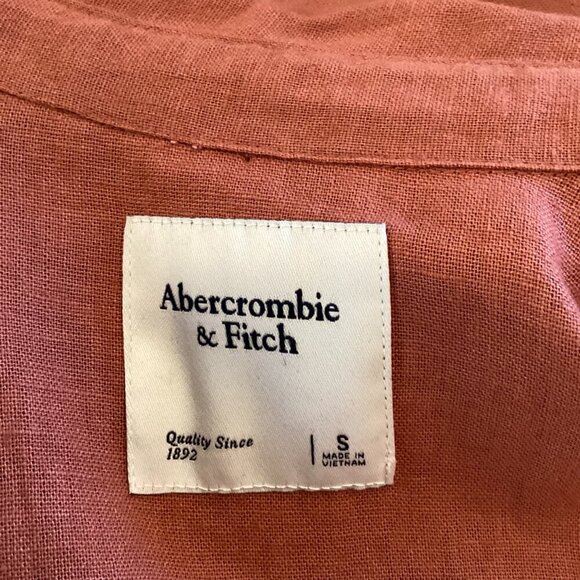 Abercrombie
& Fitch
Quality Since
1892
S
MADE IN
VIETNAM